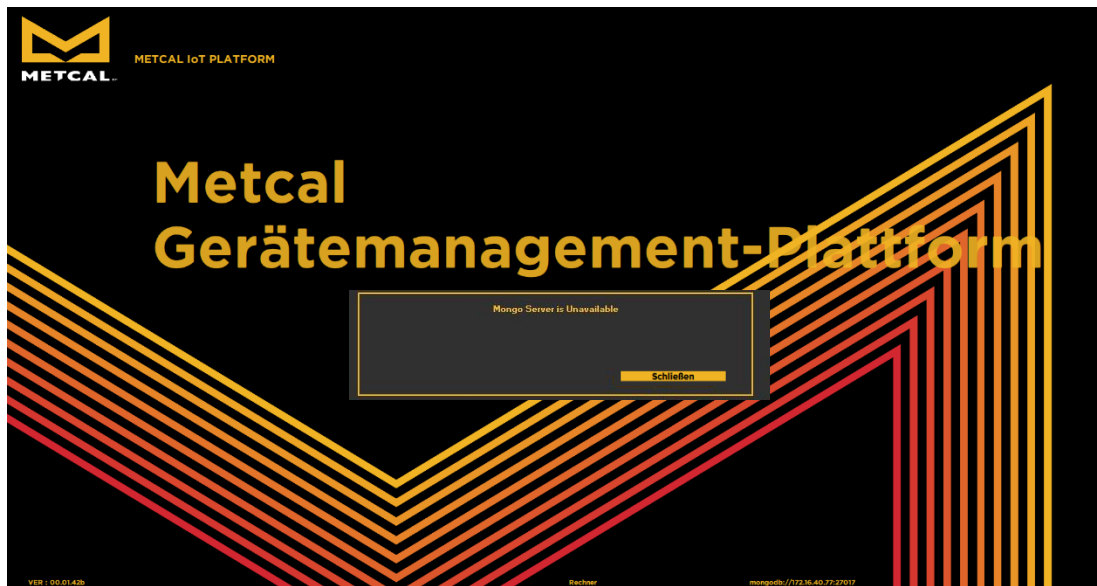 METCAL
METCAL IoT PLATFORM
Metcal
Gerätemanagement-Plattform
Mongo Server is Unavailable
Schließen
VER : 00.01.42b
Rechner
mongodb://172.16.40.77:27017